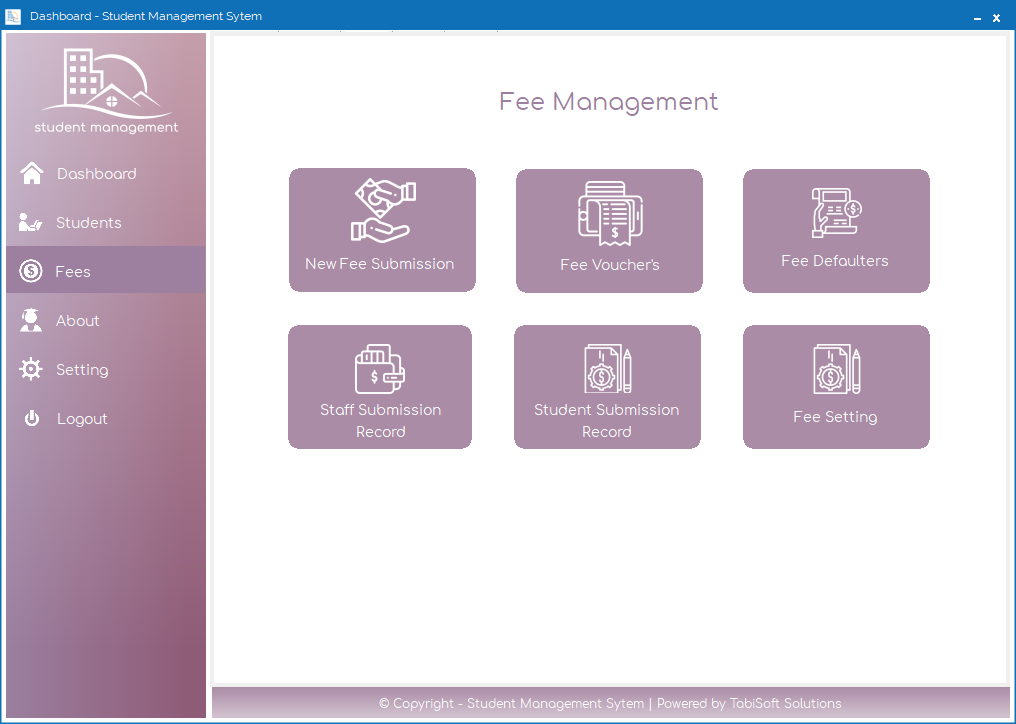 Dashboard - Student Management Sytem
student management
Dashboard
Students
Fees
About
Setting
Logout
Fee Management
New Fee Submission
Fee Voucher's
Fee Defaulters
Staff Submission
Record
Student Submission
Record
Fee Setting
© Copyright - Student Management Sytem | Powered by TabiSoft Solutions